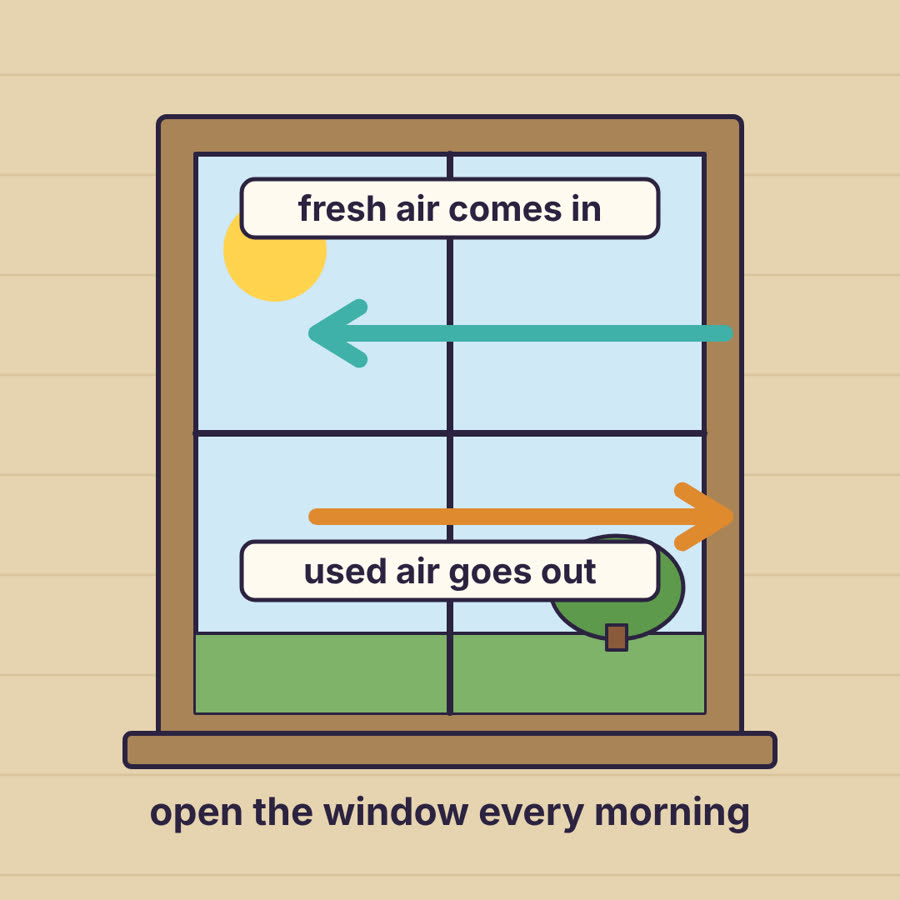 fresh air comes in
used air goes out
open the window every morning